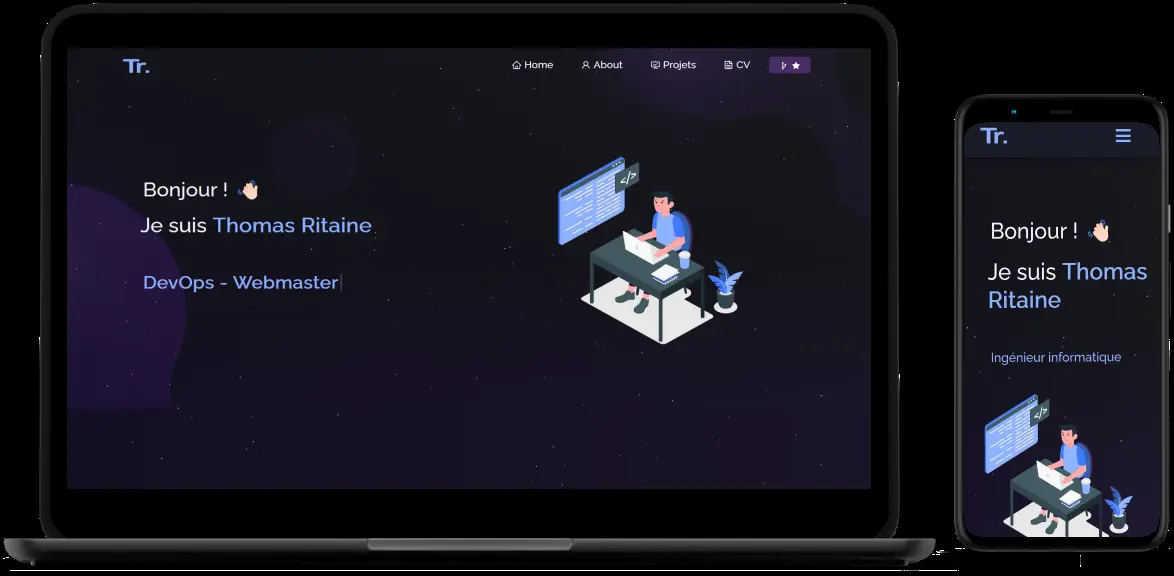 Tr.
Home About Projets CV
Bonjour !
Je suis Thomas Ritaine
DevOps - Webmaster
</>
Tr.
Bonjour !
Je suis Thomas
Ritaine
Ingénieur informatique
</>